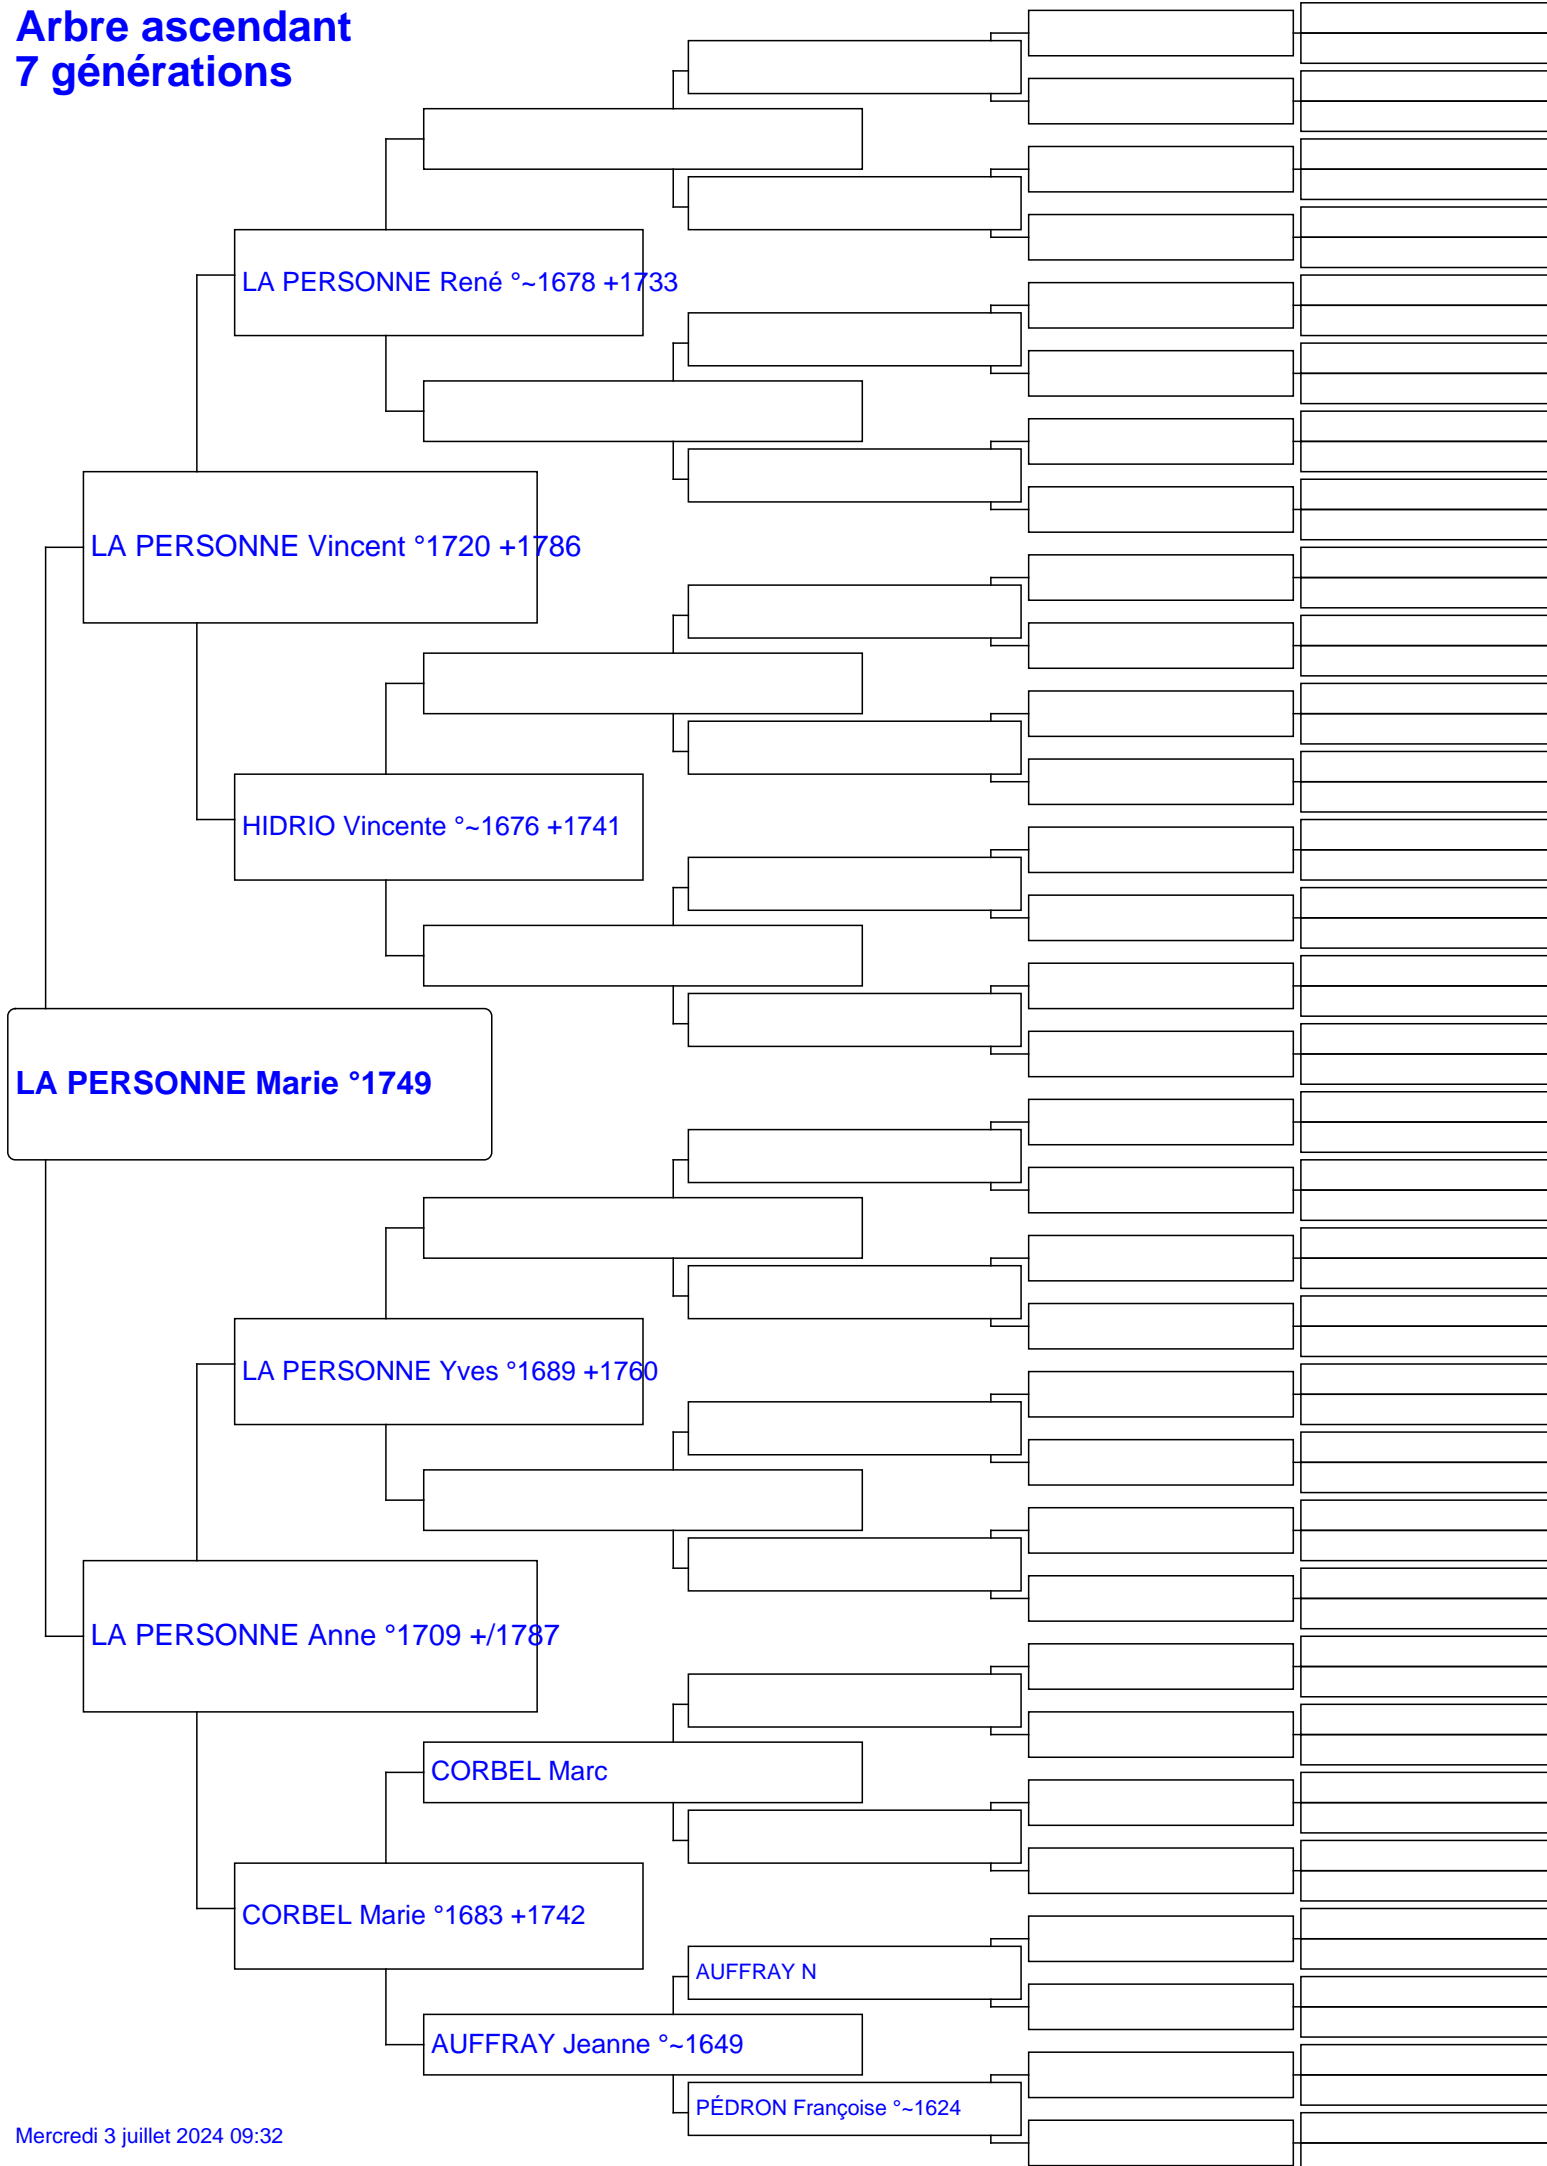 Arbre ascendant
7 générations
LA PERSONNE René °~1678 +1733
LA PERSONNE Vincent °1720 +1786
HIDRIO Vincente °~1676 +1741
LA PERSONNE Marie °1749
LA PERSONNE Yves °1689 +1760
LA PERSONNE Anne °1709 +/1787
CORBEL Marc
CORBEL Marie °1683 +1742
AUFFRAY N
AUFFRAY Jeanne °~1649
PÉDRON Françoise °~1624
Mercredi 3 juillet 2024 09:32